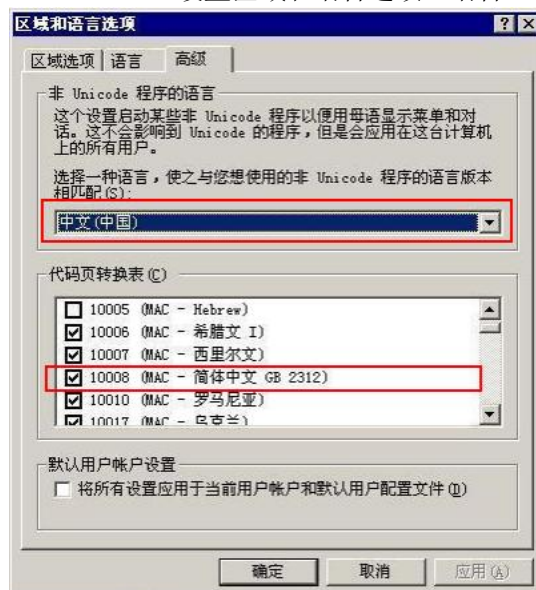 区域和语言选项
区域选项 语言 高级
非 Unicode 程序的语言
这个设置启动某些非 Unicode 程序以便用母语显示菜单和对
话。这不会影响到 Unicode 的程序，但是会应用在这台计算机
上的所有用户。
选择一种语言，使之与您想使用的非 Unicode 程序的语言版本
相匹配(S):
中文(中国)
代码页转换表(C)
10005 (MAC - Hebrew)
10006 (MAC - 希腊文 I)
10007 (MAC - 西里尔文)
10008 (MAC - 简体中文 GB 2312)
10010 (MAC - 罗马尼亚)
10017 (MAC - 乌克兰)
默认用户帐户设置
将所有设置应用于当前用户帐户和默认用户配置文件(D)
确定 取消 应用(A)